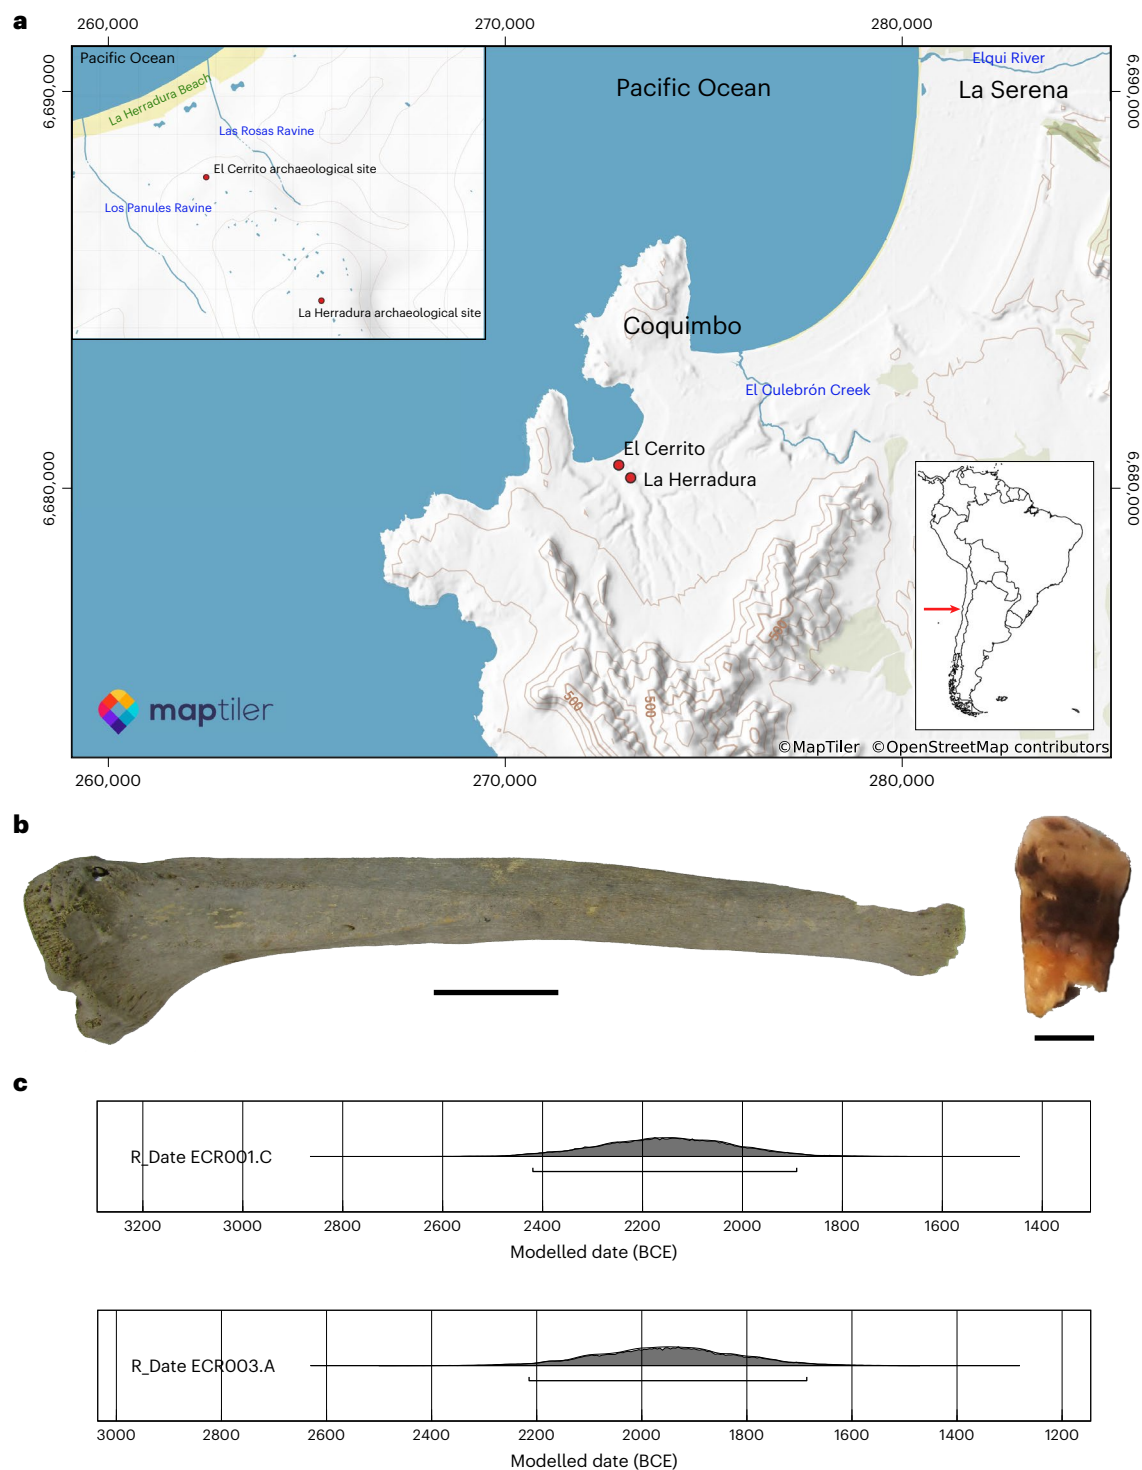 a
260,000
270,000
280,000
6,690,000
6,690,000
Pacific Ocean
La Herradura Beach
Las Rosas Ravine
El Cerrito archaeological site
Los Panules Ravine
La Herradura archaeological site
Pacific Ocean
Elqui River
La Serena
Coquimbo
El Culebrón Creek
El Cerrito
La Herradura
6,680,000
6,680,000
500
500
500
maptiler
©MapTiler ©OpenStreetMap contributors
260,000
270,000
280,000
b
c
R_Date ECR001.C
3200 3000 2800 2600 2400 2200 2000 1800 1600 1400
Modelled date (BCE)
R_Date ECR003.A
3000 2800 2600 2400 2200 2000 1800 1600 1400 1200
Modelled date (BCE)